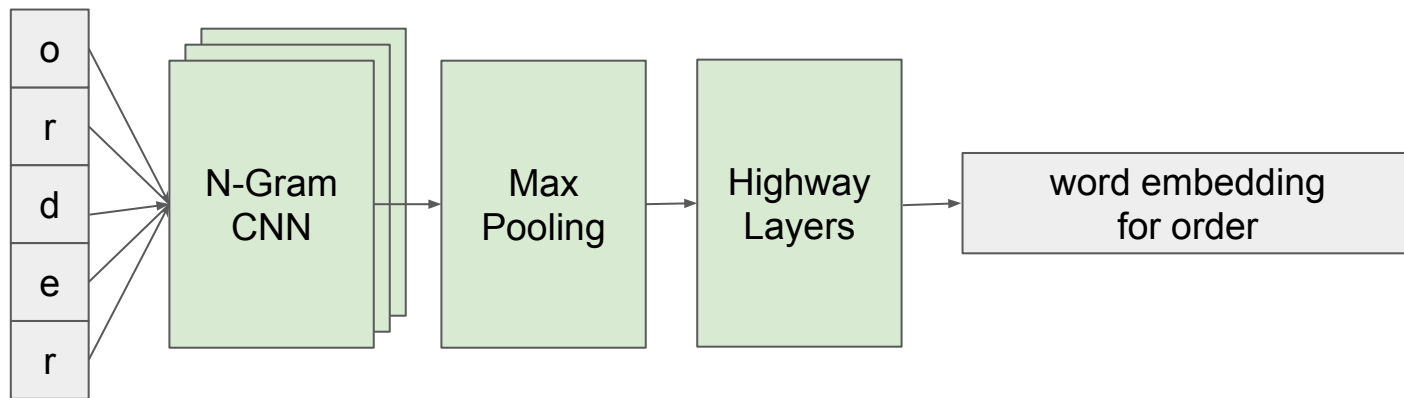 o
r
d
e
r
N-Gram
CNN
Max
Pooling
Highway
Layers
word embedding
for order